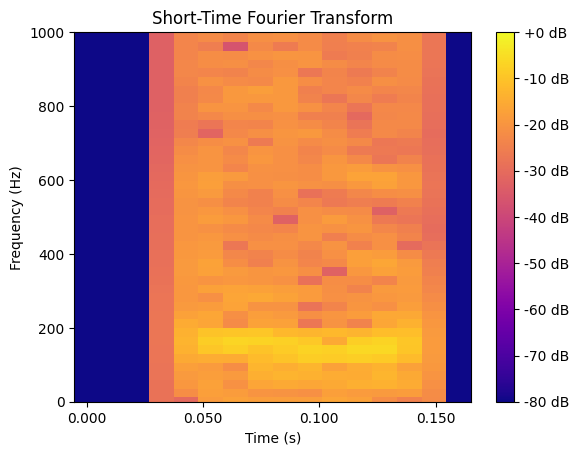 Short-Time Fourier Transform
Frequency (Hz)
1000
800
600
400
200
0
0.000
0.050
0.100
0.150
Time (s)
+0 dB
-10 dB
-20 dB
-30 dB
-40 dB
-50 dB
-60 dB
-70 dB
-80 dB